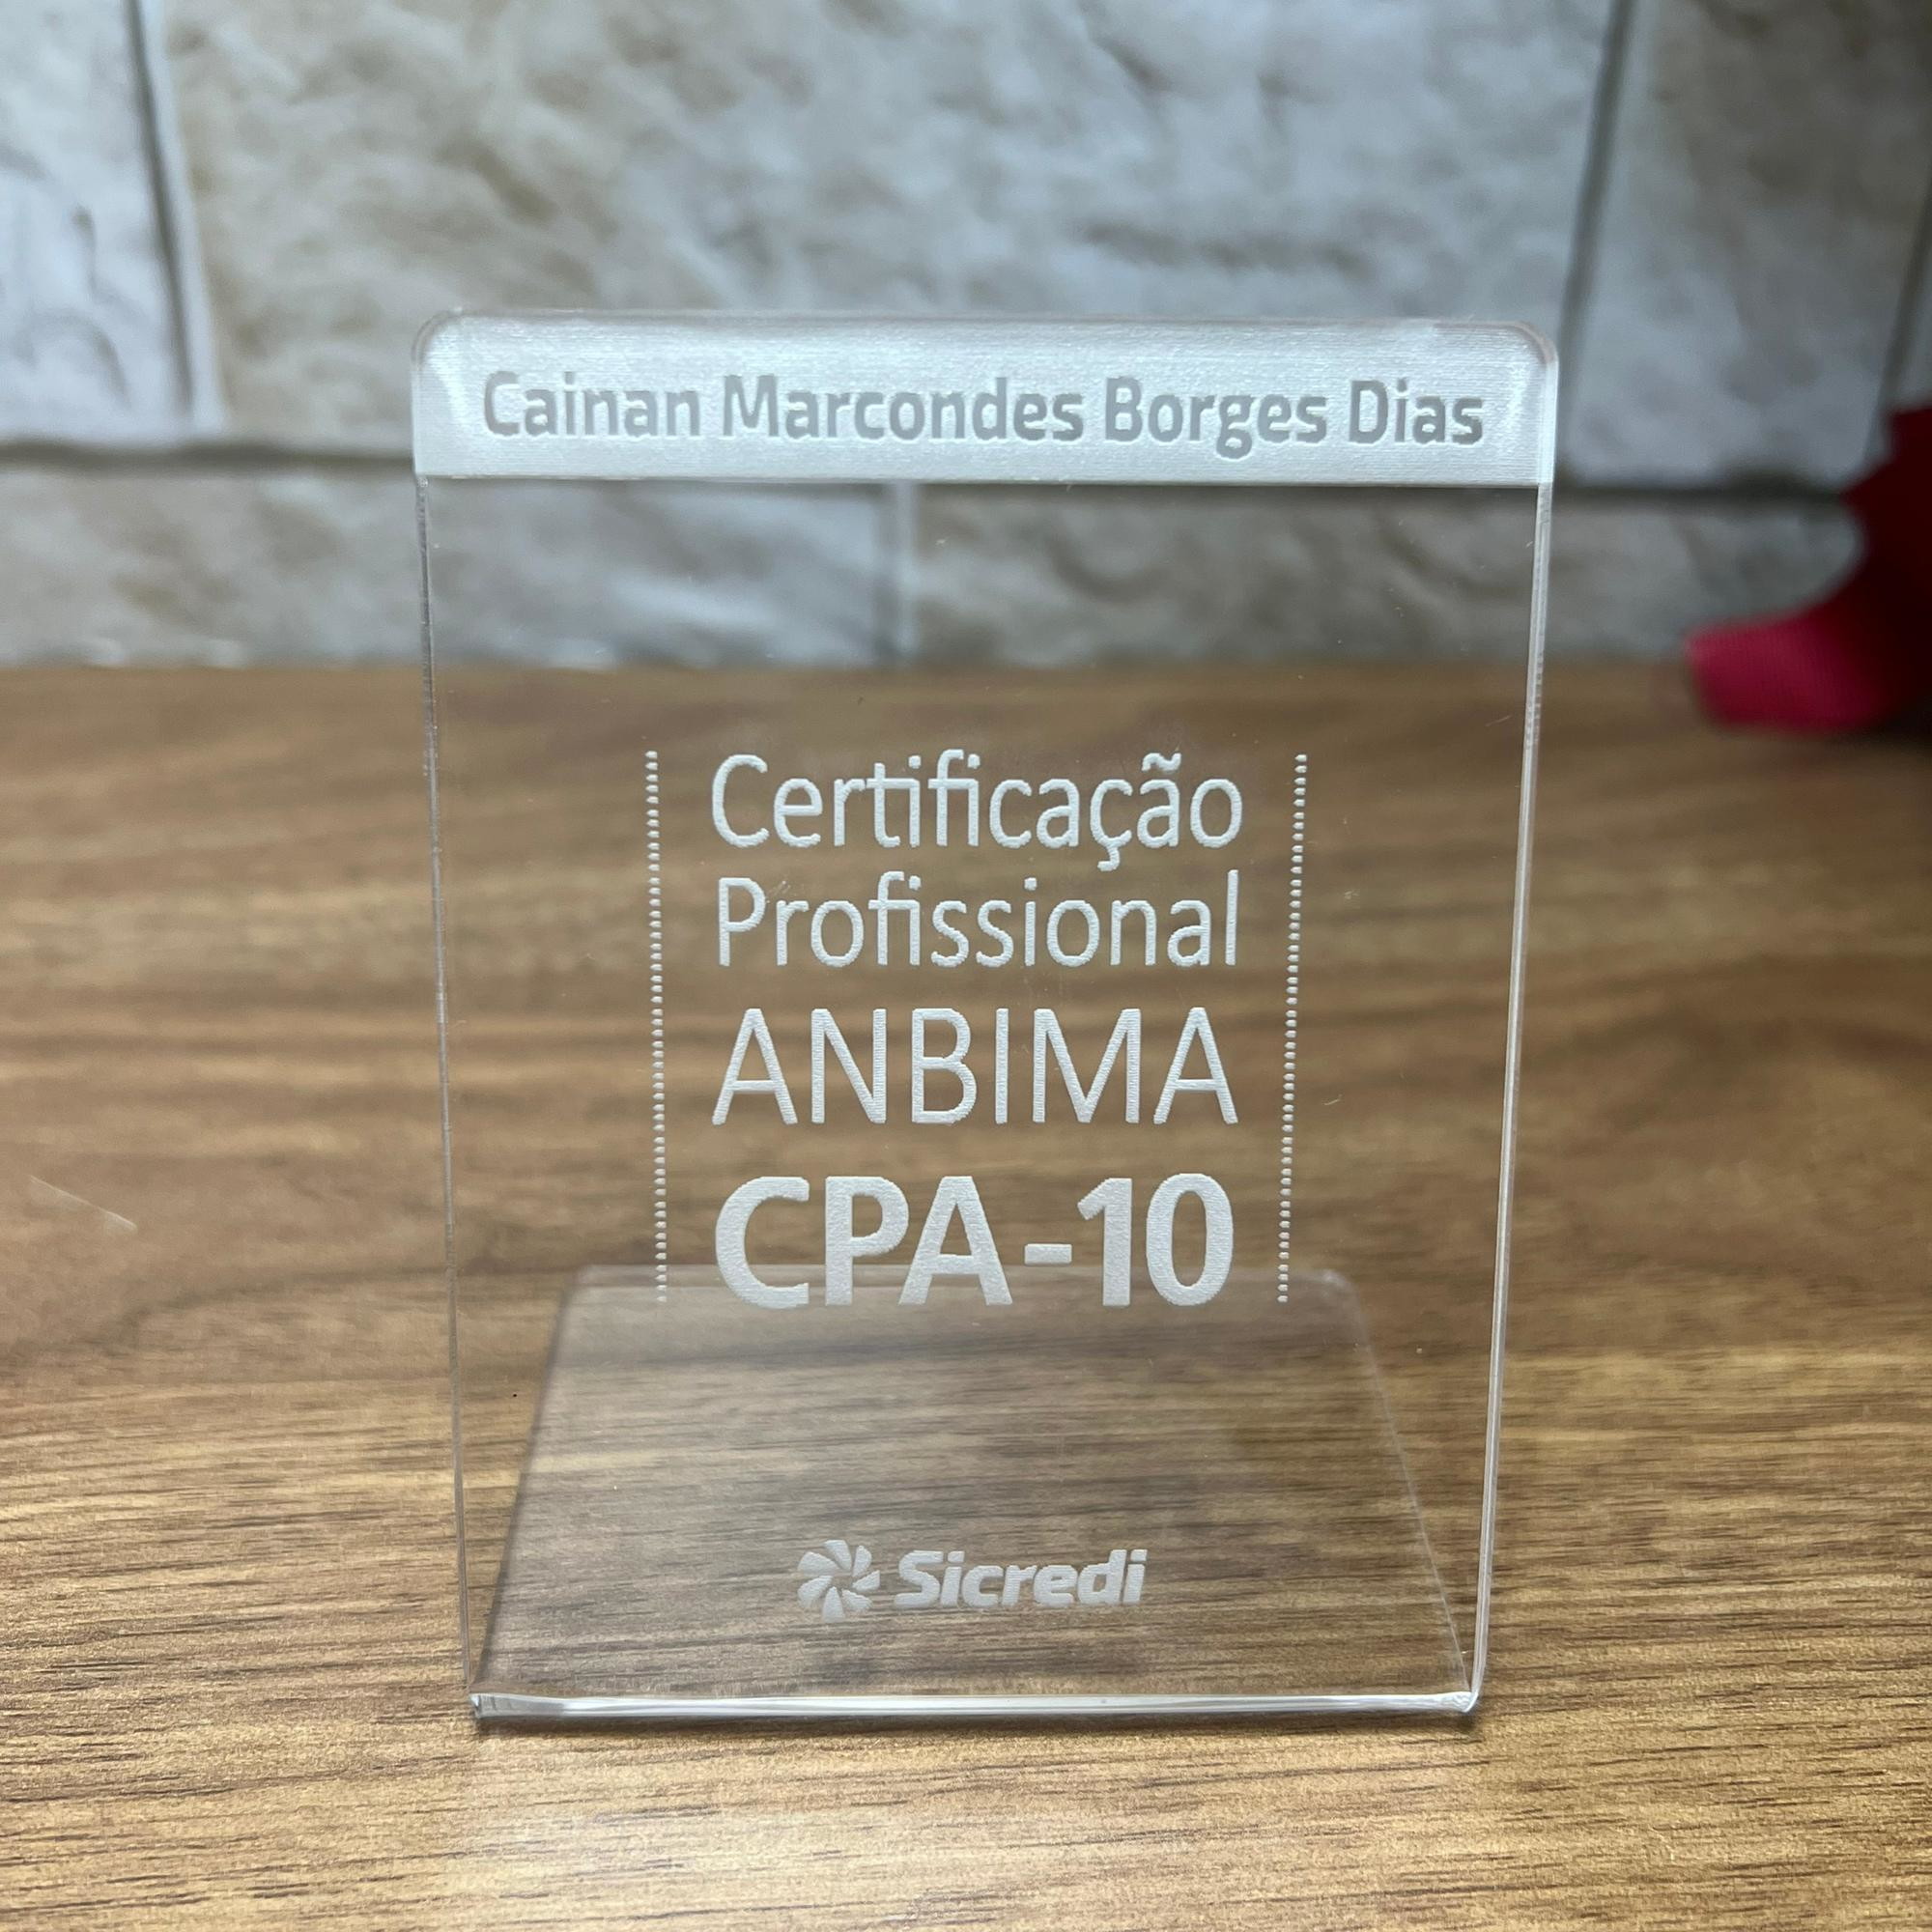 Cainan Marcondes Borges Dias
Certificação
Profissional
ANBIMA
CPA-10
Sicredi